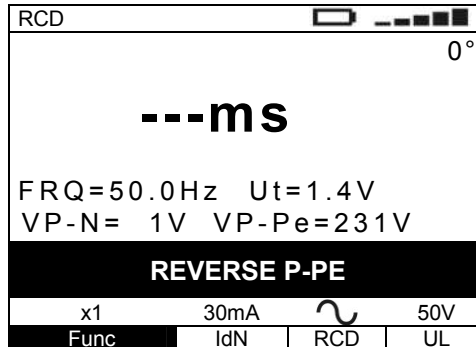 RCD
0°
---ms
FRQ=50.0Hz Ut=1.4V
VP-N= 1V VP-Pe=231V
REVERSE P-PE
x1 30mA 50V
Func IdN RCD UL